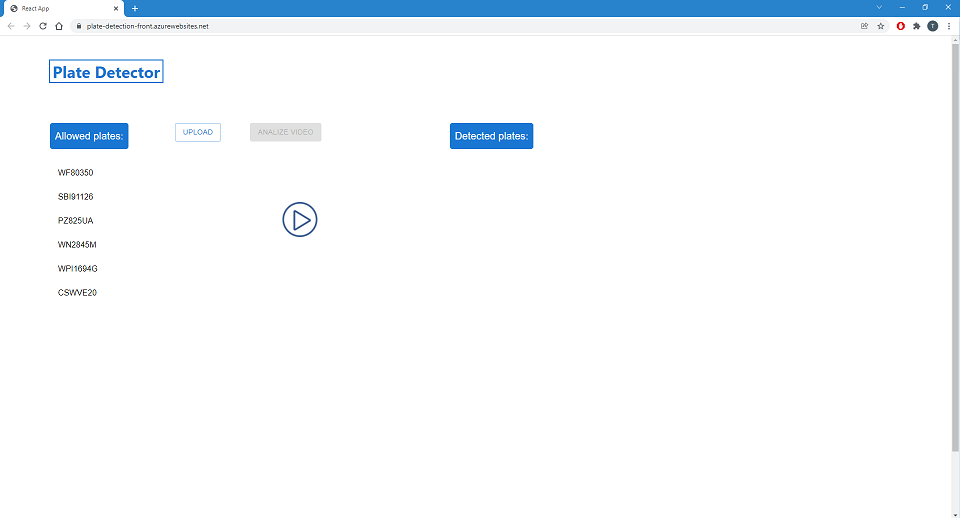 React App
plate-detection-front.azurewebsites.net
T
Plate Detector
Allowed plates:
UPLOAD
ANALIZE VIDEO
Detected plates:
WF80350
SBI91126
PZ825UA
WN2845M
WPI1694G
CSWVE20